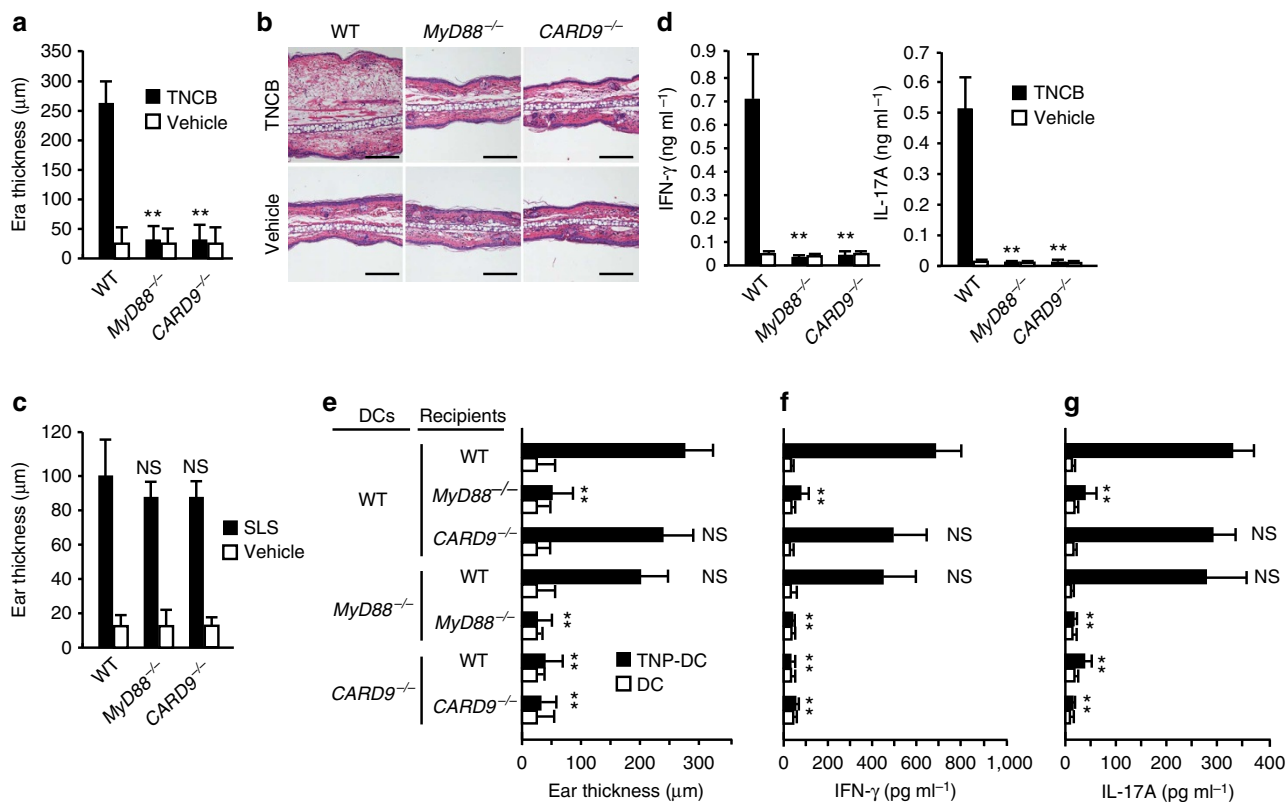 a
Era thickness (μm)
350
300
250
200
150
100
50
0
TNCB
Vehicle
**
**
WT
MyD88–/–
CARD9–/–
b
WT
MyD88–/–
CARD9–/–
TNCB
Vehicle
d
IFN-γ (ng ml–1)
0.9
0.8
0.7
0.6
0.5
0.4
0.3
0.2
0.1
0
**
**
WT
MyD88–/–
CARD9–/–
IL-17A (ng ml–1)
0.7
0.6
0.5
0.4
0.3
0.2
0.1
0
TNCB
Vehicle
**
**
WT
MyD88–/–
CARD9–/–
c
Ear thickness (μm)
120
100
80
60
40
20
0
NS
NS
SLS
Vehicle
WT
MyD88–/–
CARD9–/–
e
DCs
Recipients
WT
WT
MyD88–/–
**
CARD9–/–
NS
MyD88–/–
WT
NS
MyD88–/–
**
CARD9–/–
WT
**
CARD9–/–
**
TNP-DC
DC
0
100
200
300
Ear thickness (μm)
f
**
NS
NS
**
**
**
0
200
400
600
800
1,000
IFN-γ (pg ml–1)
g
**
NS
NS
**
**
**
0
100
200
300
400
IL-17A (pg ml–1)